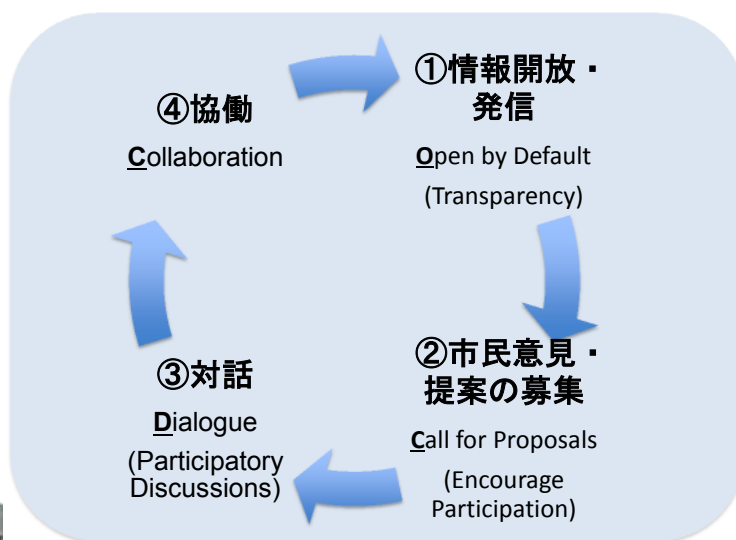 ①情報開放・
発信
Open by Default
(Transparency)
②市民意見・
提案の募集
Call for Proposals
(Encourage
Participation)
③対話
Dialogue
(Participatory
Discussions)
④協働
Collaboration